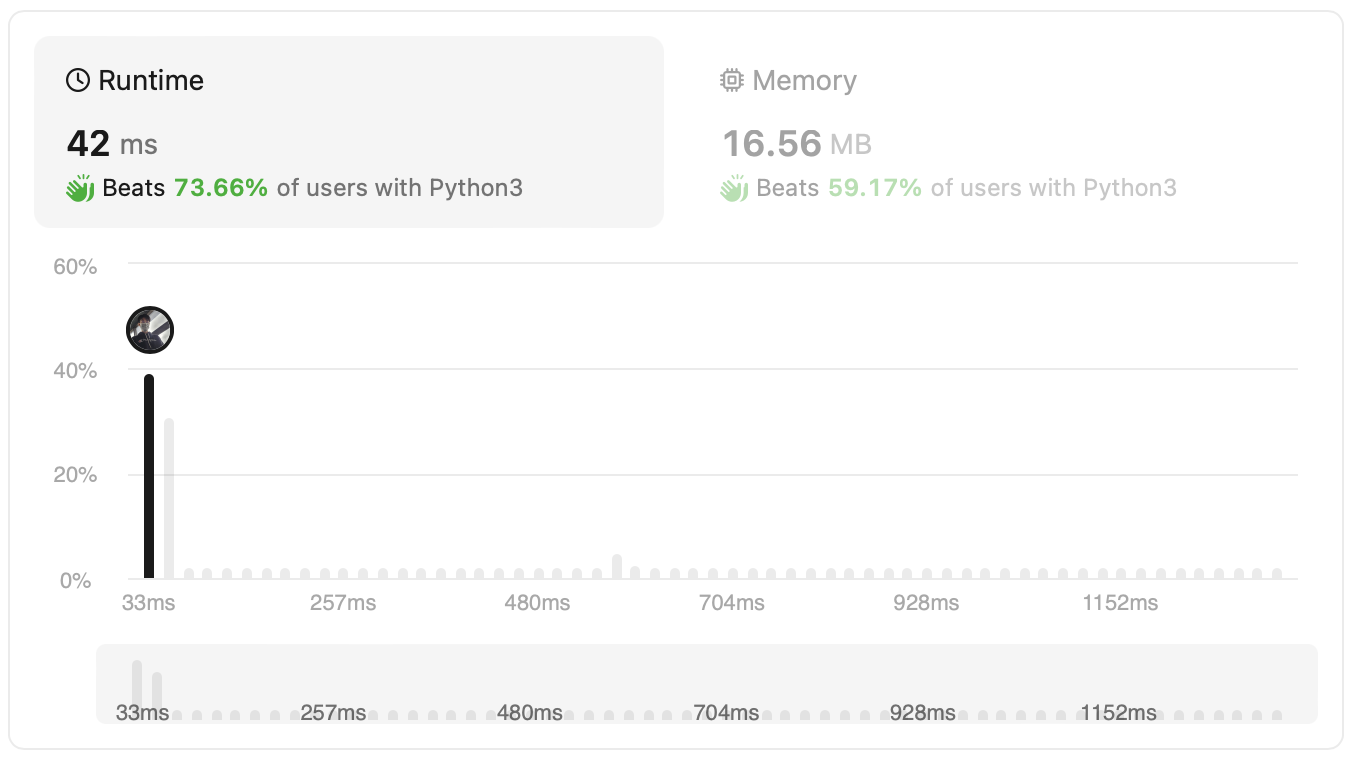 Runtime
42 ms
Beats 73.66% of users with Python3
Memory
16.56 MB
Beats 59.17% of users with Python3
60%
40%
20%
0%
33ms 257ms 480ms 704ms 928ms 1152ms
33ms 257ms 480ms 704ms 928ms 1152ms